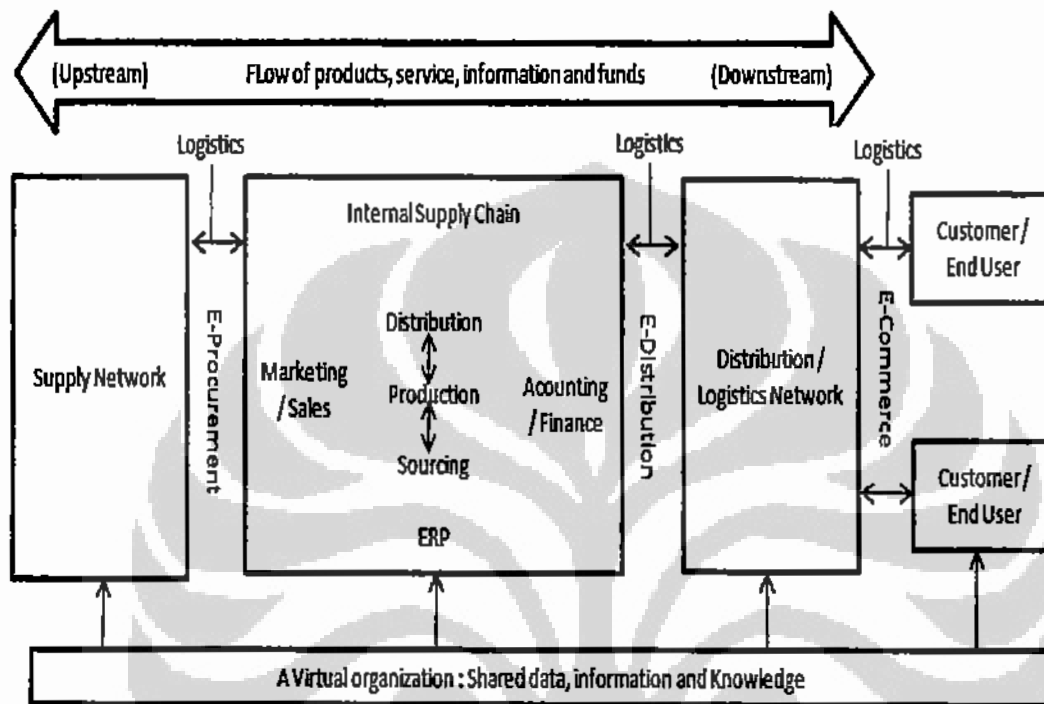 (Upstream) FLow of products, service, information and funds (Downstream)
Logistics
Logistics
Logistics
Supply Network
E-Procurement
Internal Supply Chain
Distribution
Marketing
/ Sales
Production
Acounting
/ Finance
Sourcing
ERP
E-Distribution
Distribution /
Logistics Network
E-Commerce
Customer /
End User
Customer /
End User
A Virtual organization : Shared data, information and Knowledge